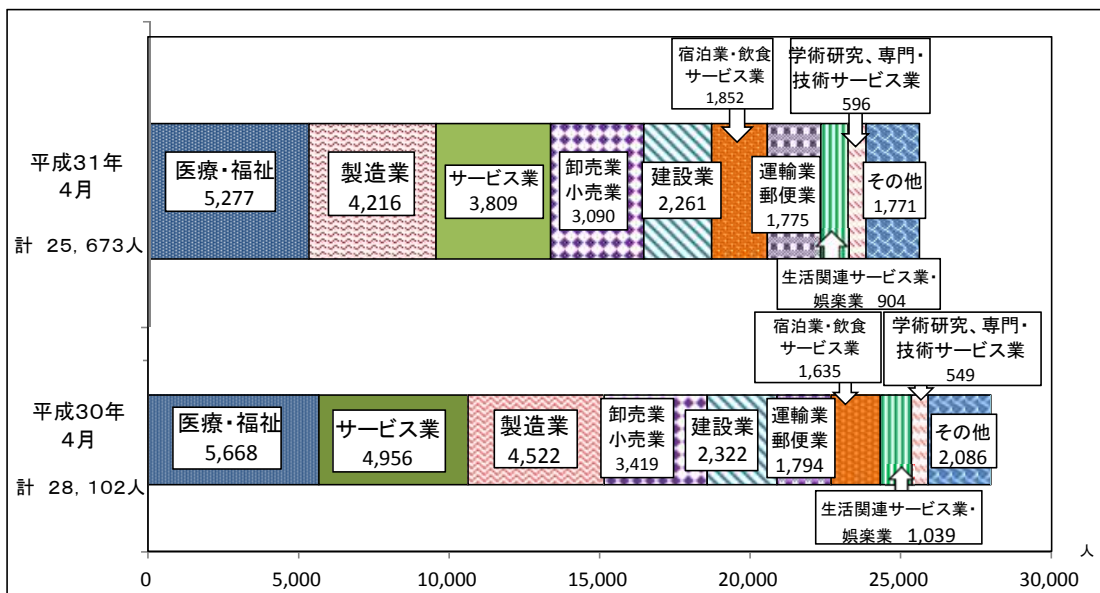 宿泊業・飲食
サービス業
1,852
学術研究、専門・
技術サービス業
596
平成31年
4月
計 25,673人
医療・福祉
5,277
製造業
4,216
サービス業
3,809
卸売業
小売業
3,090
建設業
2,261
運輸業
郵便業
1,775
その他
1,771
生活関連サービス業・
娯楽業 904
宿泊業・飲食
サービス業
1,635
学術研究、専門・
技術サービス業
549
平成30年
4月
計 28,102人
医療・福祉
5,668
サービス業
4,956
製造業
4,522
卸売業
小売業
3,419
建設業
2,322
運輸業
郵便業
1,794
その他
2,086
生活関連サービス業・
娯楽業 1,039
人
0 5,000 10,000 15,000 20,000 25,000 30,000